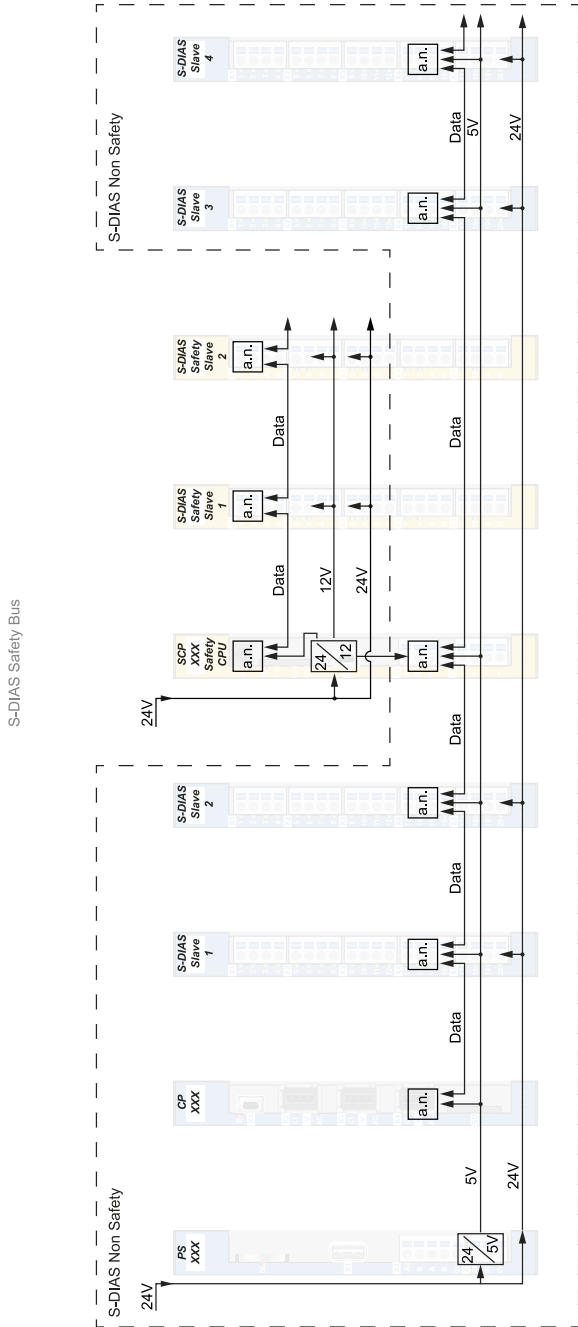 S-DIAS Safety Bus
S-DIAS Non Safety
S-DIAS Non Safety
24V
24V
PS
XXX
CP
XXX
S-DIAS
Slave
1
S-DIAS
Slave
2
SCP
XXX
Safety
CPU
S-DIAS
Safety
Slave
1
S-DIAS
Safety
Slave
2
S-DIAS
Slave
3
S-DIAS
Slave
4
a.n.
a.n.
a.n.
Data
Data
24
12
12V
24V
a.n.
a.n.
a.n.
a.n.
a.n.
a.n.
Data
Data
Data
Data
Data
24
5V
5V
5V
24V
24V